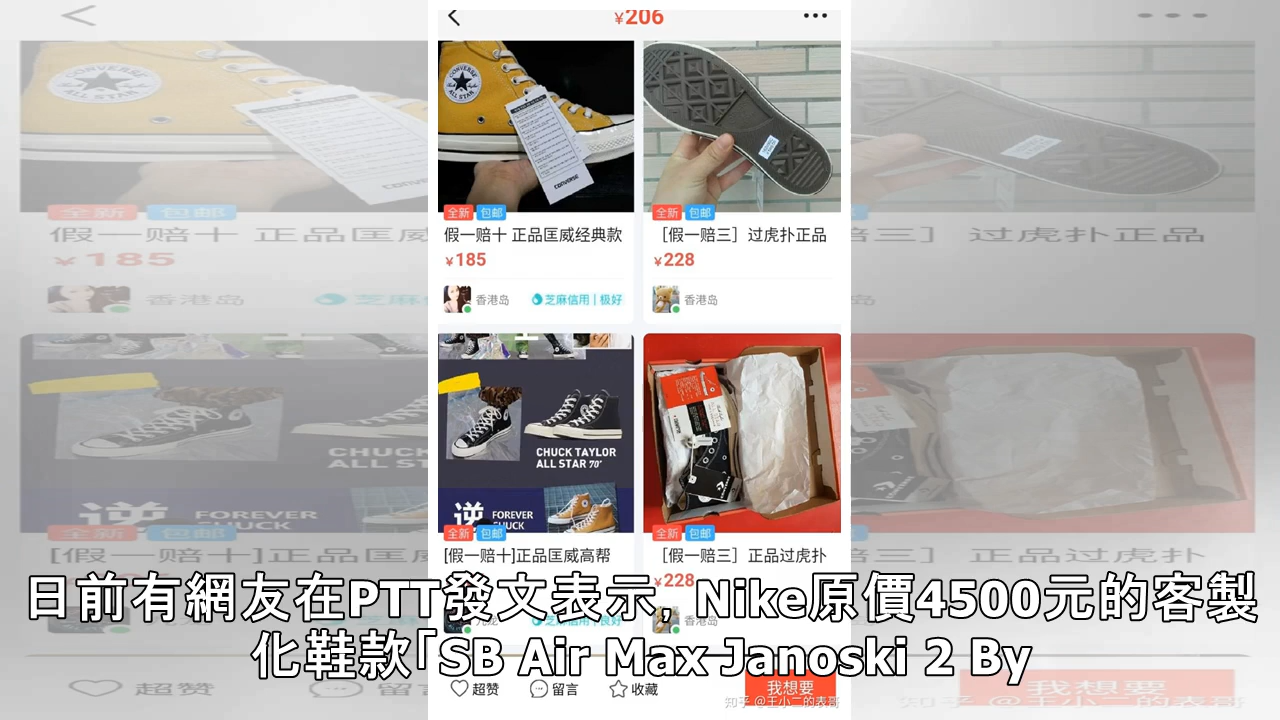 ¥206
CONVERSE
ALL STAR
CONVERSE
全新 包邮
假一赔十 正品匡威经典款
¥185
香港岛
芝麻信用 | 极好
全新 包邮
［假一赔三］过虎扑正品
¥228
香港岛
CHUCK TAYLOR
ALL STAR 70'
逆
FOREVER
CHUCK
全新 包邮
[假一赔十]正品匡威高帮
全新 包邮
［假一赔三］正品过虎扑
¥228
香港岛
日前有網友在PTT發文表示，Nike原價4500元的客製
化鞋款「SB Air Max Janoski 2 By
超赞
留言
收藏
我想要
知乎 @王小二的表哥